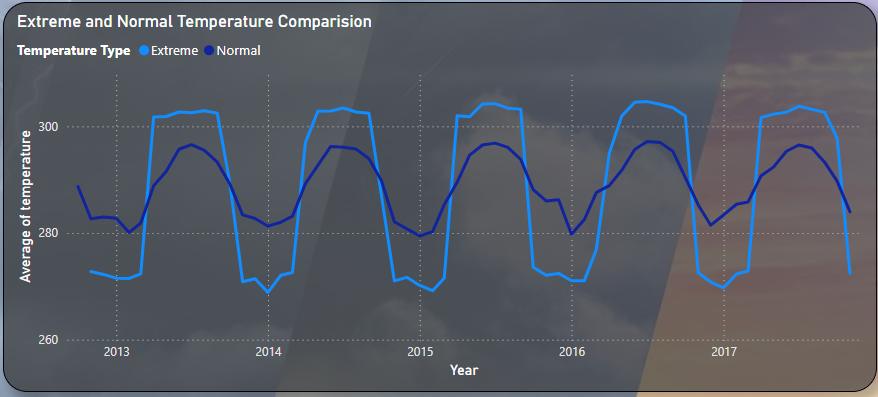 Extreme and Normal Temperature Comparision
Temperature Type Extreme Normal
Average of temperature
300
280
260
2013 2014 2015 2016 2017
Year